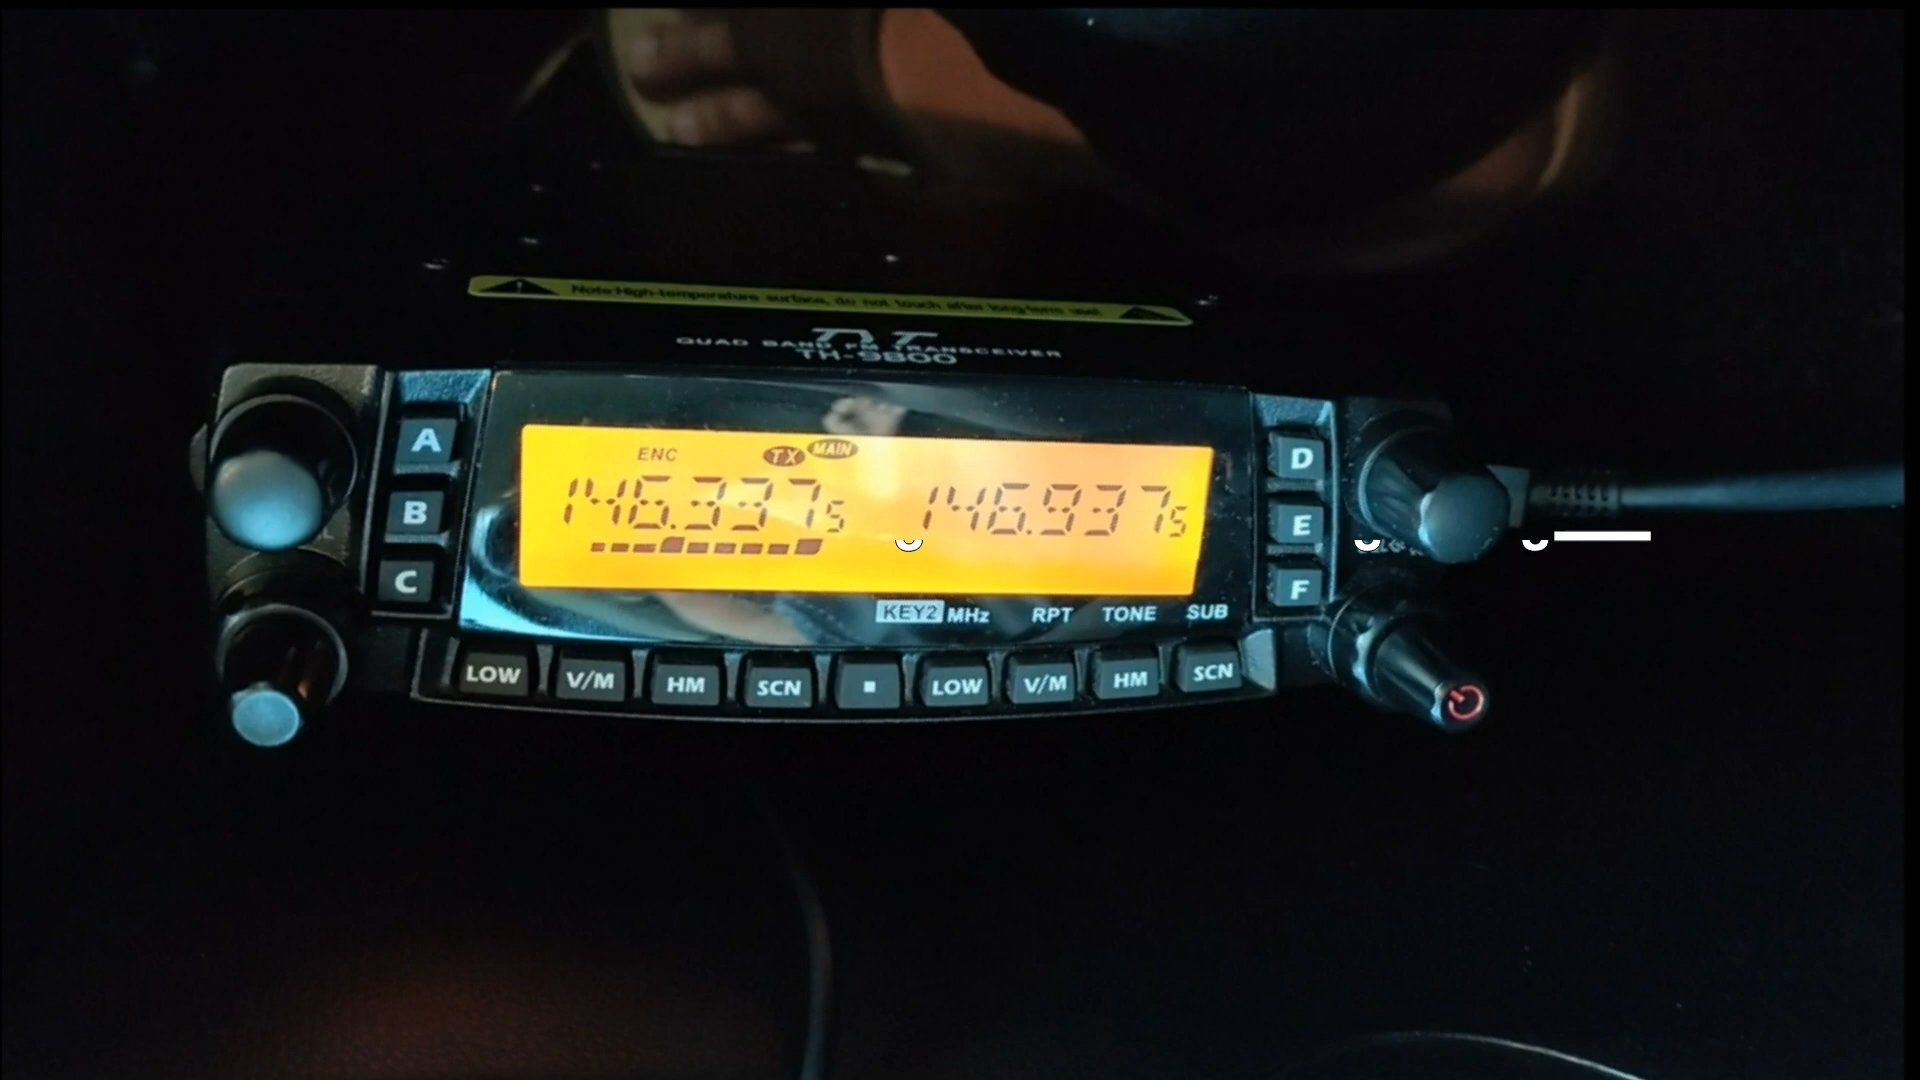 Note:High-temperature surface, do not touch after long-term use!
TYT
QUAD BAND FM TRANSCEIVER
TH-9800
A
B
C
ENC TX MAIN
146.3375 146.9375
D
E
F
KEY2 MHz RPT TONE SUB
LOW V/M HM SCN ■ LOW V/M HM SCN